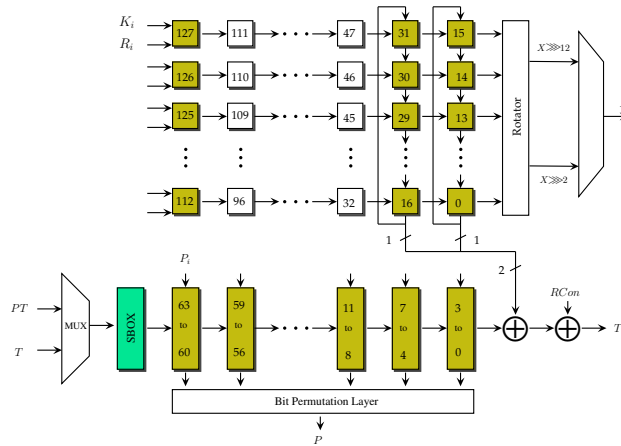 K_i
R_i
127 111 . . . 47 31 15
126 110 46 30 14
125 109 45 29 13
112 96 . . . 32 16 0
Rotator
X⋙12
X⋙2
1 1
2
P_i
RCon
PT
T
MUX
SBOX
63 to 60
59 to 56
. . .
11 to 8
7 to 4
3 to 0
T
Bit Permutation Layer
P